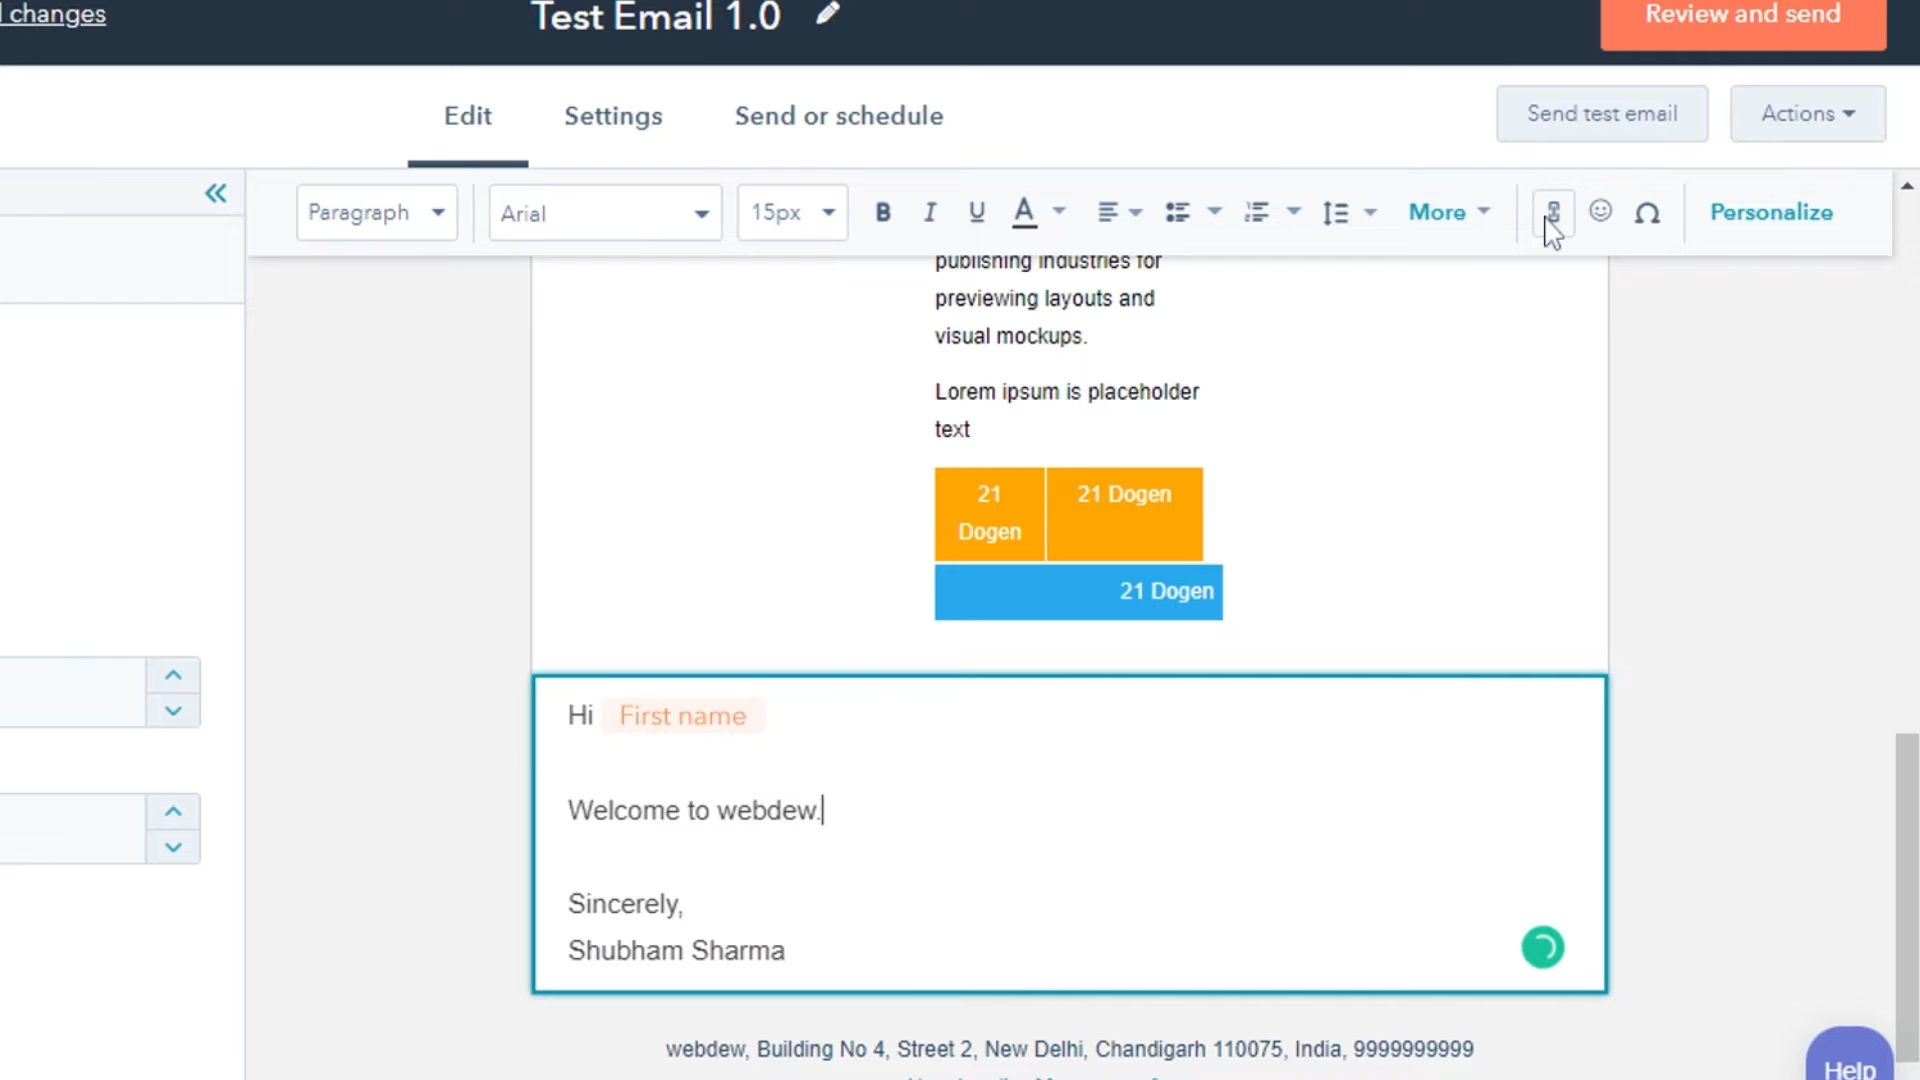 changes
Test Email 1.0
Review and send
Edit
Settings
Send or schedule
Send test email
Actions
Paragraph
Arial
15px
B
I
U
A
More
Ω
Personalize
publishing industries for
previewing layouts and
visual mockups.
Lorem ipsum is placeholder
text
21
Dogen
21 Dogen
21 Dogen
Hi First name
Welcome to webdew.
Sincerely,
Shubham Sharma
webdew, Building No 4, Street 2, New Delhi, Chandigarh 110075, India, 9999999999
Help